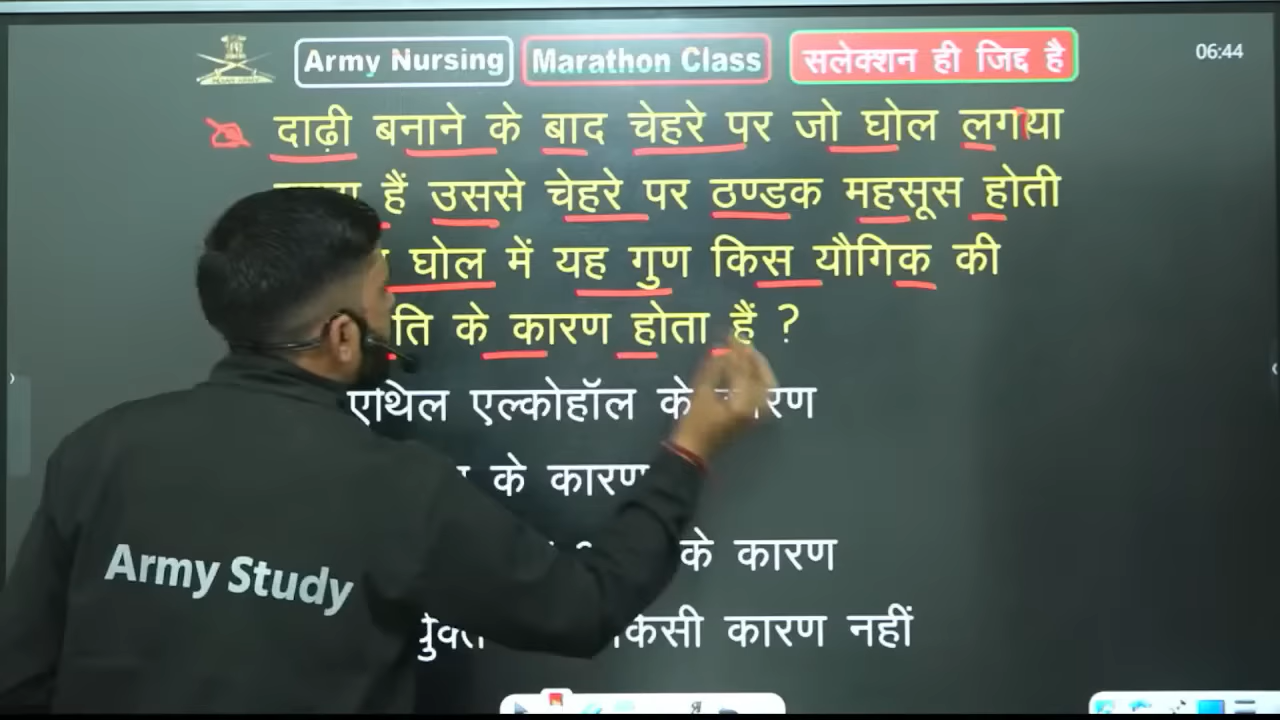 Army Nursing Marathon Class सलेक्शन ही जिद्द है 06:44
दाढ़ी बनाने के बाद चेहरे पर जो घोल लगाया
हैं उससे चेहरे पर ठण्डक महसूस होती
घोल में यह गुण किस यौगिक की
के कारण होता हैं ?
एथिल एल्कोहॉल के कारण
के कारण
के कारण
किसी कारण नहीं
Army Study